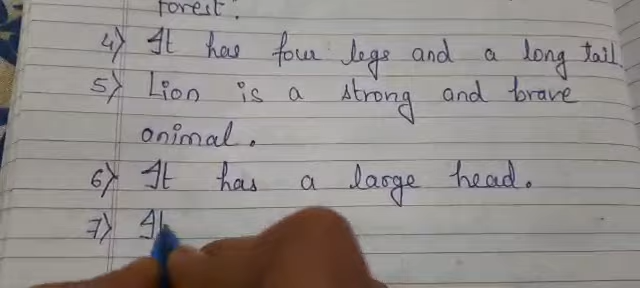 forest.
4) It has four legs and a long tail
5) Lion is a strong and brave
animal.
6) It has a large head.
7) It